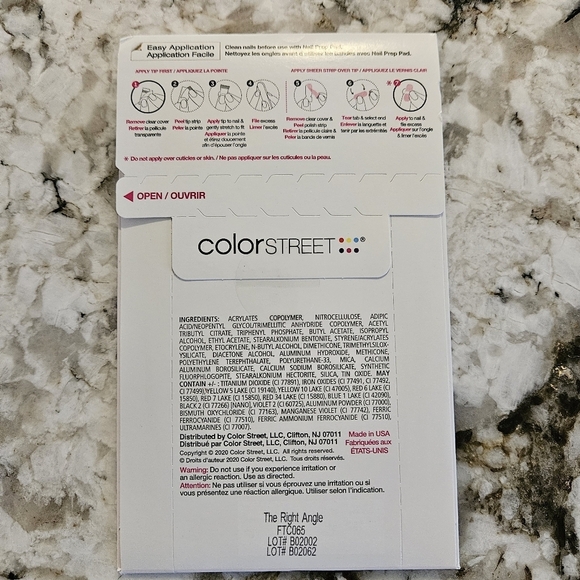 Easy Application
Application Facile
Clean nails before use with Nail Prep Pad.
Nettoyez les ongles avant d'utiliser les cuticules avec Nail Prep Pad.
APPLY TIP FIRST / APPLIQUEZ LA POINTE
APPLY SHEER STRIP OVER TIP / APPLIQUEZ LE VERNIS CLAIR
1 2 3 4 5 6 * 7
Remove clear cover
Retirer la pellicule
transparente
Peel tip strip
Peler la pointe
Apply tip to nail &
gently stretch to fit
Appliquer la pointe
et étirez doucement
afin d'épouser l'ongle
File excess
Limer l'excès
Remove clear cover &
Peel polish strip
Retirer la pellicule claire &
Peler la bande de vernis
Tear tab & select end
Enlever la languette et
tenir par les extrémités
Apply to nail &
file excess
Appliquer sur l'ongle
& limer l'excès
* Do not apply over cuticles or skin. / Ne pas appliquer sur les cuticules ou la peau.
OPEN / OUVRIR
colorSTREET ®
INGREDIENTS: ACRYLATES COPOLYMER, NITROCELLULOSE, ADIPIC
ACID/NEOPENTYL GLYCOL/TRIMELLITIC ANHYDRIDE COPOLYMER, ACETYL
TRIBUTYL CITRATE, TRIPHENYL PHOSPHATE, BUTYL ACETATE, ISOPROPYL
ALCOHOL, ETHYL ACETATE, STEARALKONIUM BENTONITE, STYRENE/ACRYLATES
COPOLYMER, ETOCRYLENE, N-BUTYL ALCOHOL, DIMETHICONE, TRIMETHYLSILOX-
YSILICATE, DIACETONE ALCOHOL, ALUMINUM HYDROXIDE, METHICONE,
POLYETHYLENE TEREPHTHALATE, POLYURETHANE-33, MICA, CALCIUM
ALUMINUM BOROSILICATE, CALCIUM SODIUM BOROSILICATE, SYNTHETIC
FLUORPHLOGOPITE, STEARALKONIUM HECTORITE, SILICA, TIN OXIDE. MAY
CONTAIN +/- : TITANIUM DIOXIDE (CI 77891), IRON OXIDES (CI 77491, CI 77492,
CI 77499),YELLOW 5 LAKE (CI 19140), YELLOW 10 LAKE (CI 47005), RED 6 LAKE (CI
15850), RED 7 LAKE (CI 15850), RED 34 LAKE (CI 15880), BLUE 1 LAKE (CI 42090),
BLACK 2 (CI 77266) [NANO], VIOLET 2 (CI 60725), ALUMINUM POWDER (CI 77000),
BISMUTH OXYCHLORIDE (CI 77163), MANGANESE VIOLET (CI 77742), FERRIC
FERROCYANIDE (CI 77510), FERRIC AMMONIUM FERROCYANIDE (CI 77510),
ULTRAMARINES (CI 77007).
Distributed by Color Street, LLC, Clifton, NJ 07011
Distribué par Color Street, LLC, Clifton, NJ 07011
Made in USA
Fabriquées aux
ÉTATS-UNIS
Copyright © 2020 Color Street, LLC. All rights reserved.
© Droits d'auteur 2020 Color Street, LLC. Tous droits réservés.
Warning: Do not use if you experience irritation or
an allergic reaction. Use as directed.
Attention: Ne pas utiliser si vous éprouvez une irritation ou si
vous présentez une réaction allergique. Utiliser selon l'indication.
The Right Angle
FTC065
LOT# B02002
LOT# B02062